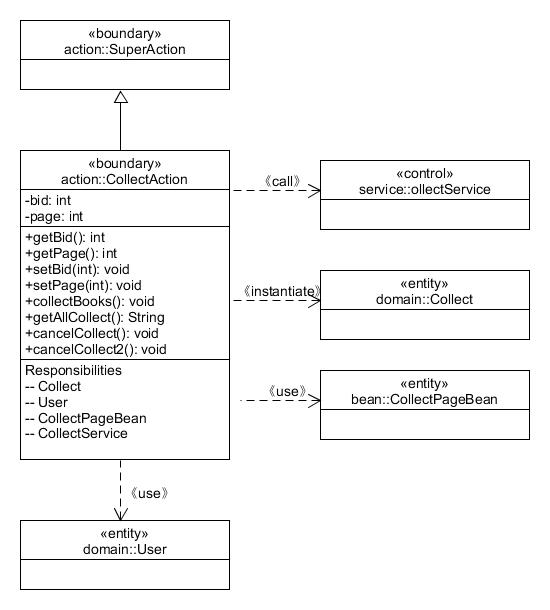 «boundary»
action::SuperAction
«boundary»
action::CollectAction
-bid: int
-page: int
+getBid(): int
+getPage(): int
+setBid(int): void
+setPage(int): void
+collectBooks(): void
+getAllCollect(): String
+cancelCollect(): void
+cancelCollect2(): void
Responsibilities
-- Collect
-- User
-- CollectPageBean
-- CollectService
《call》
«control»
service::ollectService
《instantiate》
«entity»
domain::Collect
《use》
«entity»
bean::CollectPageBean
《use》
«entity»
domain::User